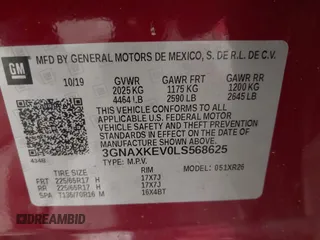 GM
MFD BY GENERAL MOTORS DE MEXICO, S. DE R.L. DE C.V.
10/19 GVWR GAWR FRT GAWR RR
2025 KG 1175 KG 1200 KG
4464 LB 2590 LB 2645 LB
THIS VEHICLE CONFORMS TO ALL
APPLICABLE U.S. FEDERAL MOTOR
VEHICLE SAFETY, BUMPER, AND THEFT PREVENTION
STANDARDS IN EFFECT ON THE DATE OF
MANUFACTURE SHOWN ABOVE.
3GNAXKEV0LS568625
TYPE: M.P.V. MODEL: 0S1XR26
TIRE SIZE RIM
FRT 225/65R17 H 17X7J
RR 225/65R17 H 17X7J
SPA T135/70R16 M 16X4BT
DREAMBID